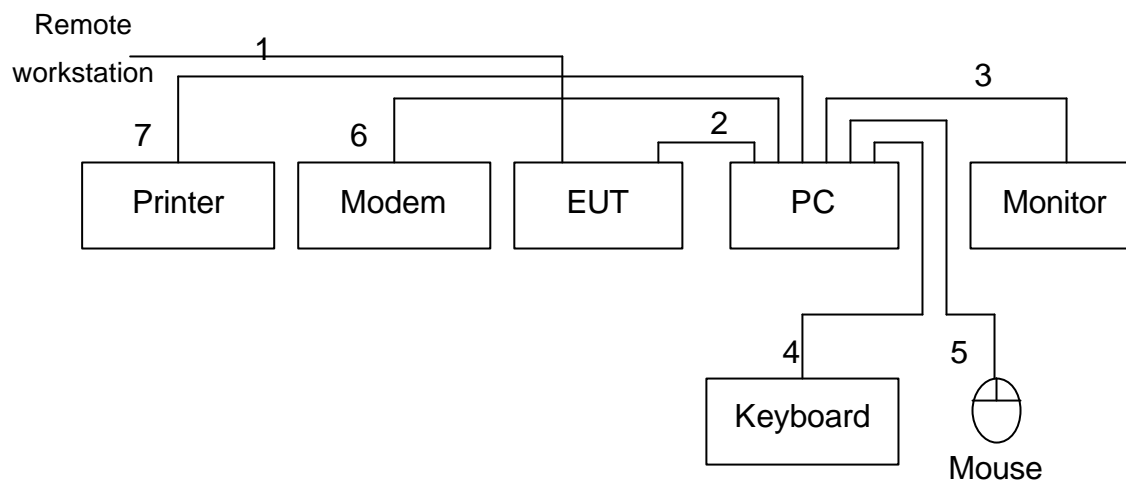 Remote
workstation
1
3
7
6
2
Printer
Modem
EUT
PC
Monitor
4
5
Keyboard
Mouse